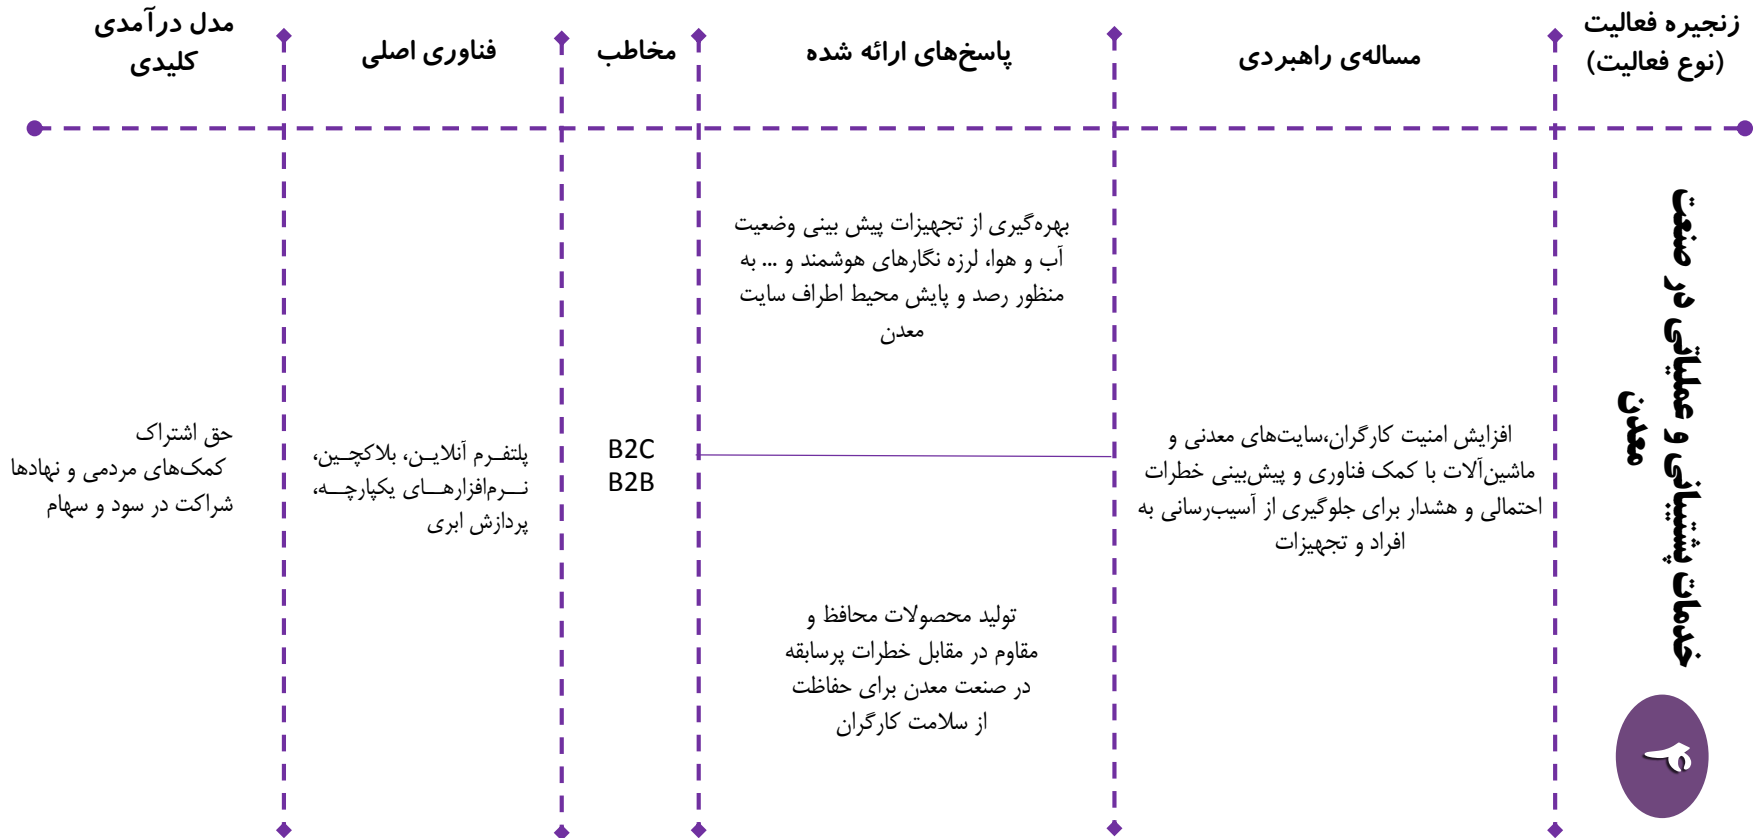 زنجیره فعالیت
(نوع فعالیت)
مساله‌ی راهبردی
پاسخ‌های ارائه شده
مخاطب
فناوری اصلی
مدل درآمدی
کلیدی
خدمات پشتیبانی و عملیاتی در صنعت
معدن
۴
افزایش امنیت کارگران،سایت‌های معدنی و
ماشین‌آلات با کمک فناوری و پیش‌بینی خطرات
احتمالی و هشدار برای جلوگیری از آسیب‌رسانی به
افراد و تجهیزات
بهره‌گیری از تجهیزات پیش بینی وضعیت
آب و هوا، لرزه نگارهای هوشمند و ... به
منظور رصد و پایش محیط اطراف سایت
معدن
تولید محصولات محافظ و
مقاوم در مقابل خطرات پرسابقه
در صنعت معدن برای حفاظت
از سلامت کارگران
B2C
B2B
پلتفرم آنلاین، بلاکچین،
نرم‌افزارهای یکپارچه،
پردازش ابری
حق اشتراک
کمک‌های مردمی و نهادها
شراکت در سود و سهام